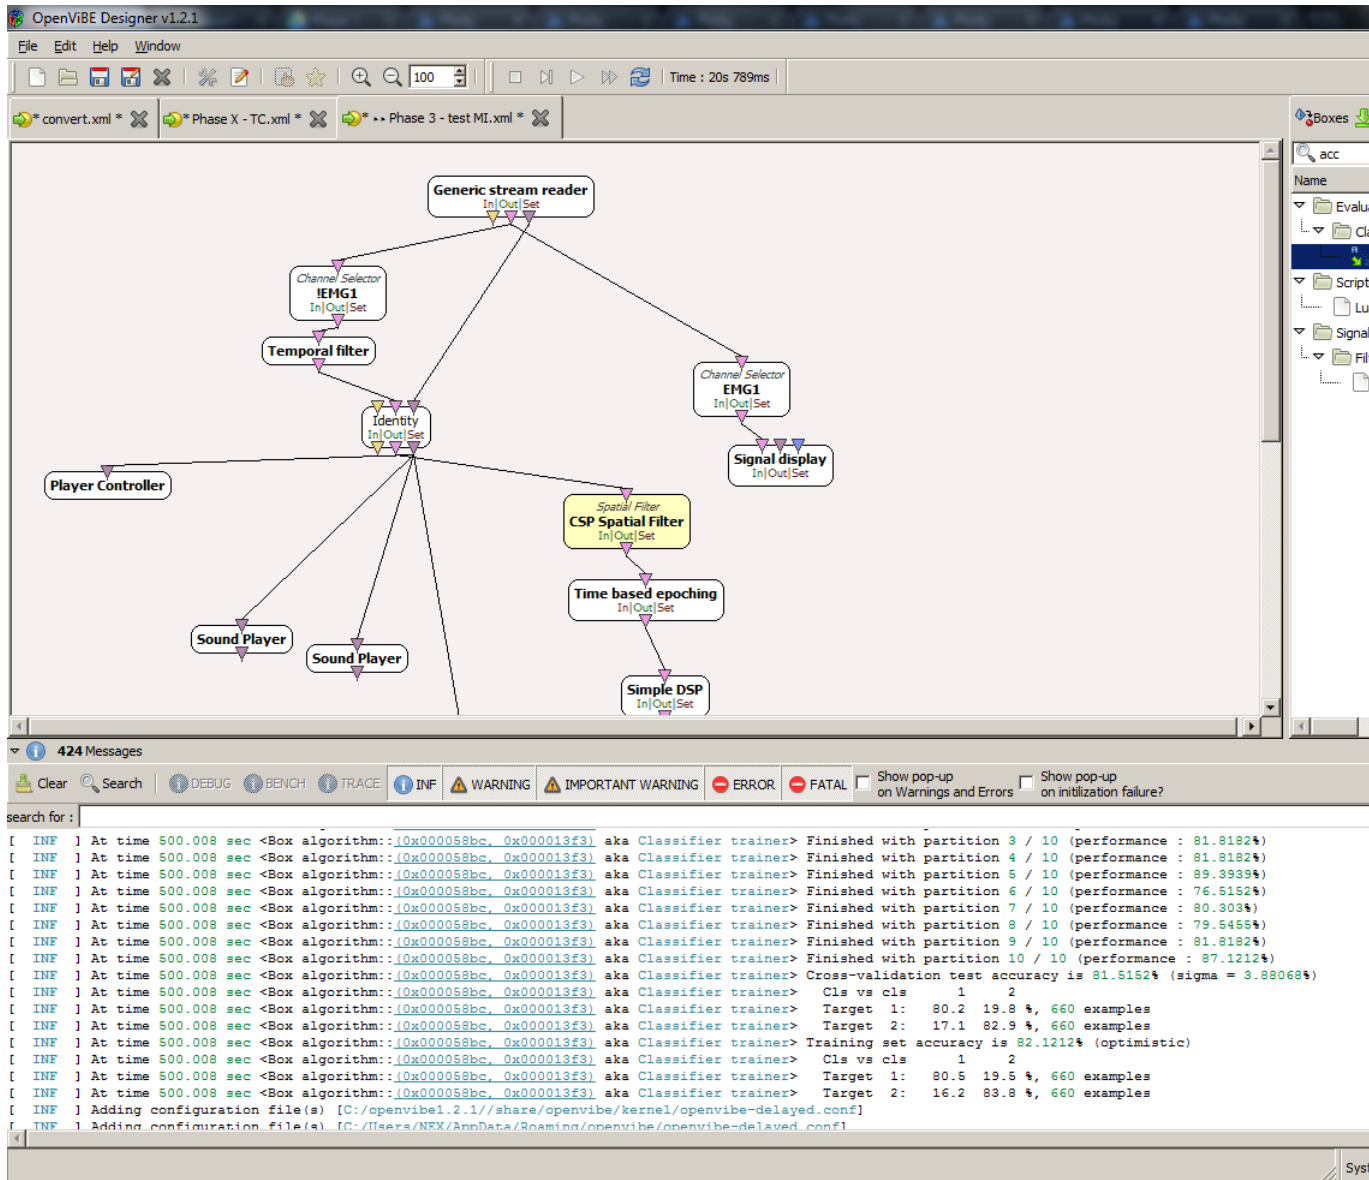 OpenViBE Designer v1.2.1
File Edit Help Window
100 Time : 20s 789ms
* convert.xml * * Phase X - TC.xml * * ▸▸ Phase 3 - test MI.xml * Boxes
acc
Name
Evalua
Cla
Script
Lu
Signal
Fil
Generic stream reader
In|Out|Set
Channel Selector
!EMG1
In|Out|Set
Temporal filter
Channel Selector
EMG1
In|Out|Set
Identity
In|Out|Set
Signal display
In|Out|Set
Player Controller
Spatial Filter
CSP Spatial Filter
In|Out|Set
Time based epoching
In|Out|Set
Sound Player
Sound Player
Simple DSP
In|Out|Set
424 Messages
Clear Search DEBUG BENCH TRACE INF WARNING IMPORTANT WARNING ERROR FATAL Show pop-up on Warnings and Errors Show pop-up on initilization failure?
search for :
[ INF ] At time 500.008 sec <Box algorithm::(0x000058bc, 0x000013f3) aka Classifier trainer> Finished with partition 3 / 10 (performance : 81.8182%)
[ INF ] At time 500.008 sec <Box algorithm::(0x000058bc, 0x000013f3) aka Classifier trainer> Finished with partition 4 / 10 (performance : 81.8182%)
[ INF ] At time 500.008 sec <Box algorithm::(0x000058bc, 0x000013f3) aka Classifier trainer> Finished with partition 5 / 10 (performance : 89.3939%)
[ INF ] At time 500.008 sec <Box algorithm::(0x000058bc, 0x000013f3) aka Classifier trainer> Finished with partition 6 / 10 (performance : 76.5152%)
[ INF ] At time 500.008 sec <Box algorithm::(0x000058bc, 0x000013f3) aka Classifier trainer> Finished with partition 7 / 10 (performance : 80.303%)
[ INF ] At time 500.008 sec <Box algorithm::(0x000058bc, 0x000013f3) aka Classifier trainer> Finished with partition 8 / 10 (performance : 79.5455%)
[ INF ] At time 500.008 sec <Box algorithm::(0x000058bc, 0x000013f3) aka Classifier trainer> Finished with partition 9 / 10 (performance : 81.8182%)
[ INF ] At time 500.008 sec <Box algorithm::(0x000058bc, 0x000013f3) aka Classifier trainer> Finished with partition 10 / 10 (performance : 87.1212%)
[ INF ] At time 500.008 sec <Box algorithm::(0x000058bc, 0x000013f3) aka Classifier trainer> Cross-validation test accuracy is 81.5152% (sigma = 3.88068%)
[ INF ] At time 500.008 sec <Box algorithm::(0x000058bc, 0x000013f3) aka Classifier trainer> Cls vs cls 1 2
[ INF ] At time 500.008 sec <Box algorithm::(0x000058bc, 0x000013f3) aka Classifier trainer> Target 1: 80.2 19.8 %, 660 examples
[ INF ] At time 500.008 sec <Box algorithm::(0x000058bc, 0x000013f3) aka Classifier trainer> Target 2: 17.1 82.9 %, 660 examples
[ INF ] At time 500.008 sec <Box algorithm::(0x000058bc, 0x000013f3) aka Classifier trainer> Training set accuracy is 82.1212% (optimistic)
[ INF ] At time 500.008 sec <Box algorithm::(0x000058bc, 0x000013f3) aka Classifier trainer> Cls vs cls 1 2
[ INF ] At time 500.008 sec <Box algorithm::(0x000058bc, 0x000013f3) aka Classifier trainer> Target 1: 80.5 19.5 %, 660 examples
[ INF ] At time 500.008 sec <Box algorithm::(0x000058bc, 0x000013f3) aka Classifier trainer> Target 2: 16.2 83.8 %, 660 examples
[ INF ] Adding configuration file(s) [C:/openvibe1.2.1//share/openvibe/kernel/openvibe-delayed.conf]
[ INF ] Adding configuration file(s) [C:/Users/NEX/AppData/Roaming/openvibe/openvibe-delayed.conf]
Syst